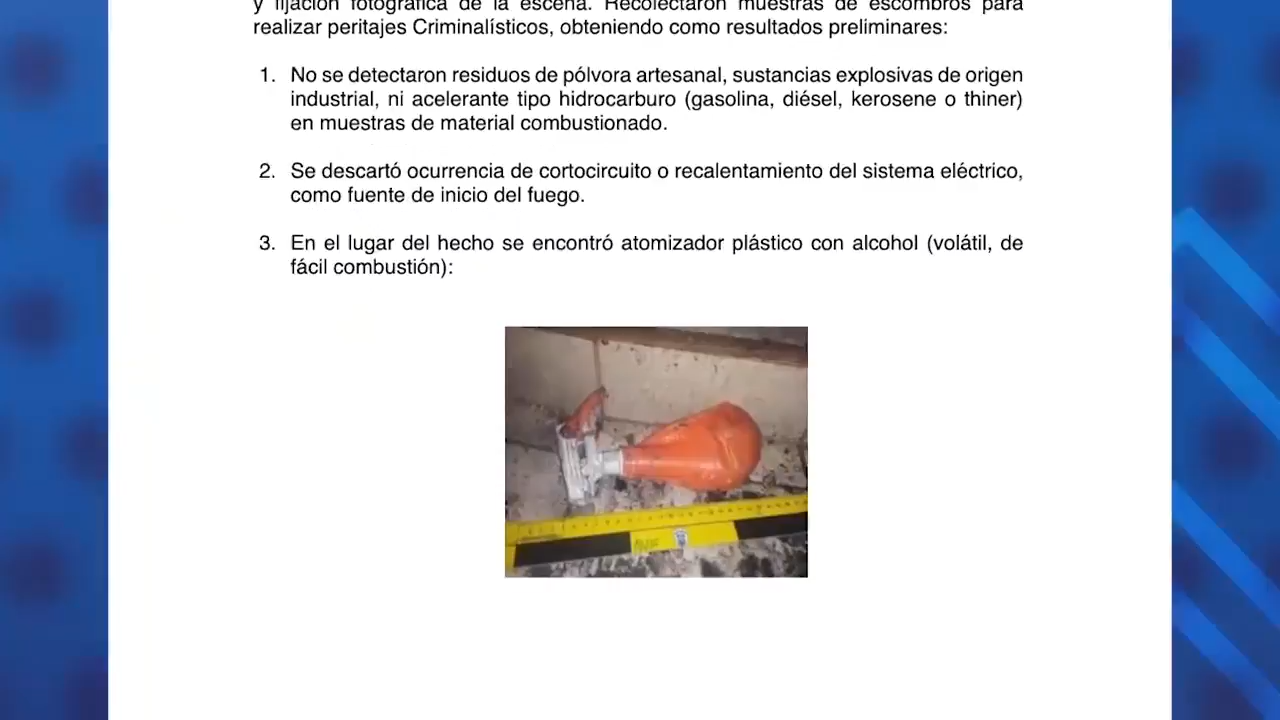 y fijación fotográfica de la escena. Recolectaron muestras de escombros para
realizar peritajes Criminalísticos, obteniendo como resultados preliminares:
1. No se detectaron residuos de pólvora artesanal, sustancias explosivas de origen
industrial, ni acelerante tipo hidrocarburo (gasolina, diésel, kerosene o thiner)
en muestras de material combustionado.
2. Se descartó ocurrencia de cortocircuito o recalentamiento del sistema eléctrico,
como fuente de inicio del fuego.
3. En el lugar del hecho se encontró atomizador plástico con alcohol (volátil, de
fácil combustión):